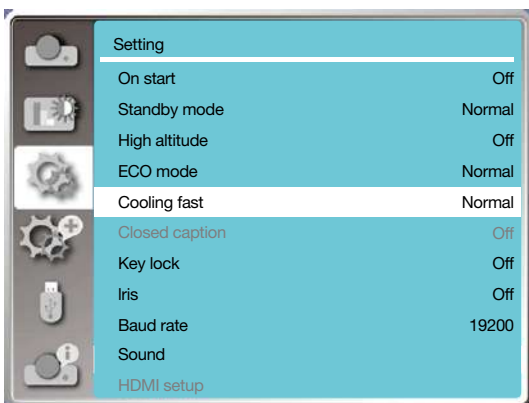 Setting
On start Off
Standby mode Normal
High altitude Off
ECO mode Normal
Cooling fast Normal
Closed caption Off
Key lock Off
Iris Off
Baud rate 19200
Sound
HDMI setup